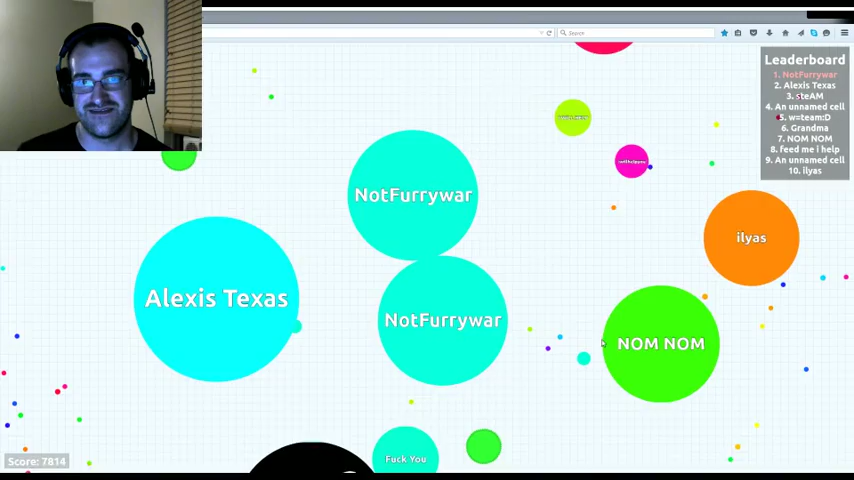 Search
Leaderboard
1. NotFurrywar
2. Alexis Texas
3. steAM
4. An unnamed cell
5. w=team:D
6. Grandma
7. NOM NOM
8. feed me i help
9. An unnamed cell
10. ilyas
NotFurrywar
ilyas
Alexis Texas
NotFurrywar
NOM NOM
Fuck You
Score: 7814